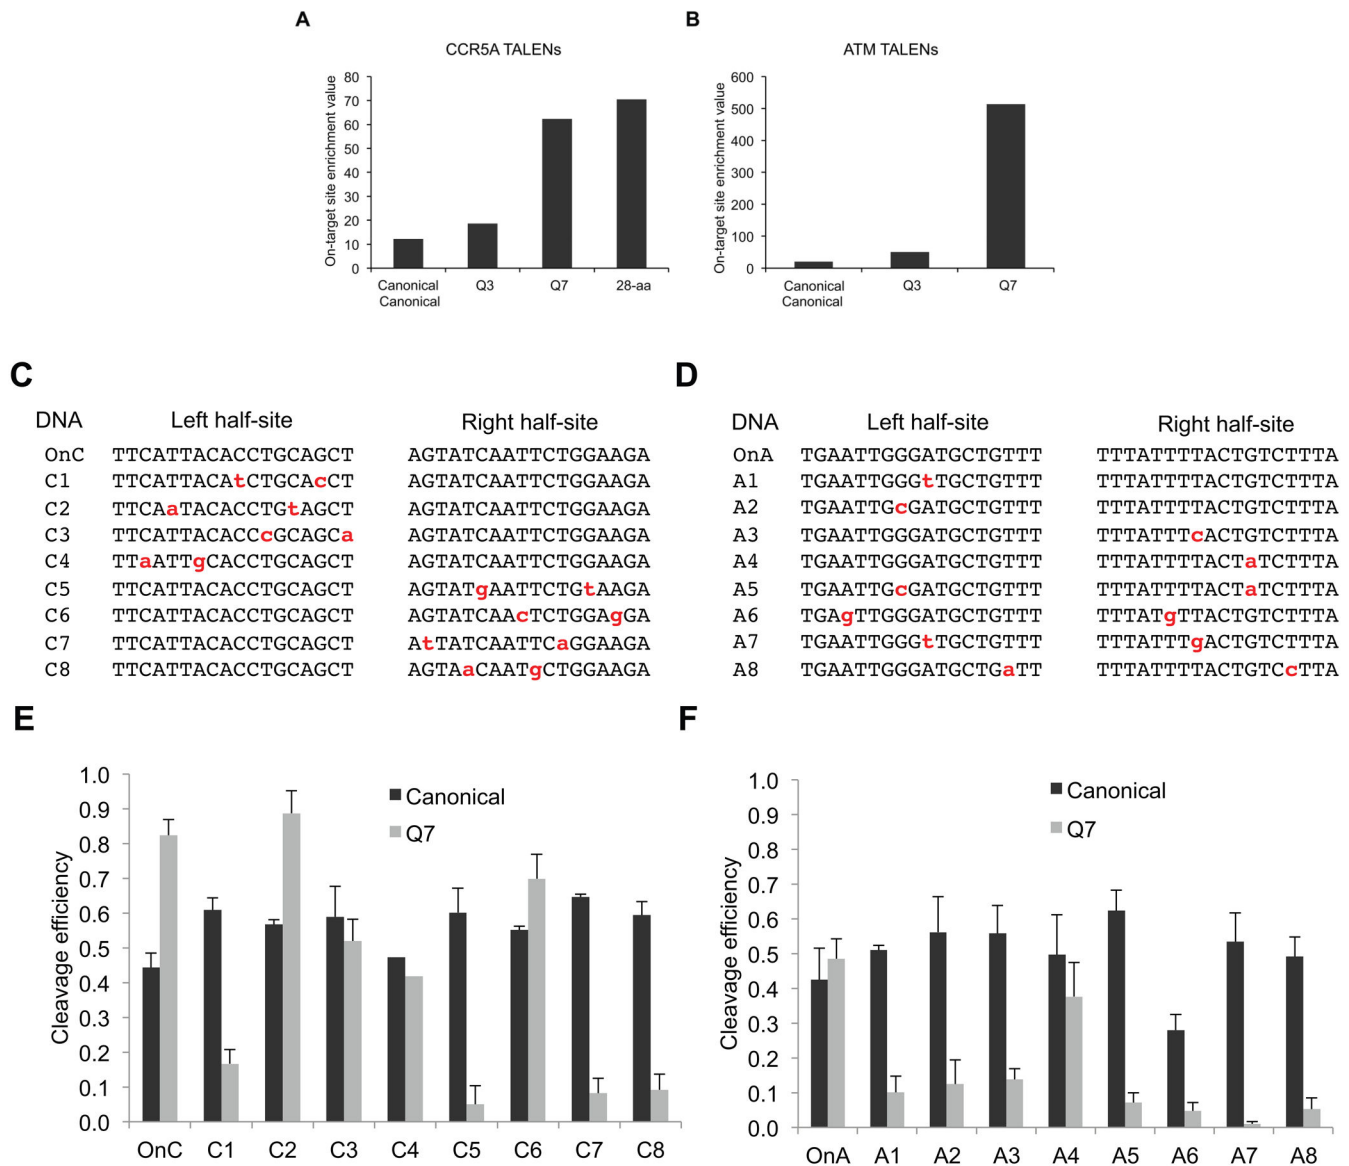 A
CCR5A TALENs
On-target site enrichment value
80
70
60
50
40
30
20
10
0
Canonical Q3 Q7 28-aa
Canonical
B
ATM TALENs
On-target site enrichment value
600
500
400
300
200
100
0
Canonical Q3 Q7
Canonical
C
DNA Left half-site Right half-site
OnC TTCATTACACCTGCAGCT AGTATCAATTCTGGAAGA
C1 TTCATTACAtCTGCAcCT AGTATCAATTCTGGAAGA
C2 TTCAaTACACCTGtAGCT AGTATCAATTCTGGAAGA
C3 TTCATTACACCcGCAGCa AGTATCAATTCTGGAAGA
C4 TTaATTgCACCTGCAGCT AGTATCAATTCTGGAAGA
C5 TTCATTACACCTGCAGCT AGTATgAATTCTGtAAGA
C6 TTCATTACACCTGCAGCT AGTATCAAcTCTGGAgGA
C7 TTCATTACACCTGCAGCT AtTATCAATTCaGGAAGA
C8 TTCATTACACCTGCAGCT AGTAaCAATgCTGGAAGA
D
DNA Left half-site Right half-site
OnA TGAATTGGGATGCTGTTT TTTATTTTACTGTCTTTA
A1 TGAATTGGGtTGCTGTTT TTTATTTTACTGTCTTTA
A2 TGAATTGcGATGCTGTTT TTTATTTTACTGTCTTTA
A3 TGAATTGGGATGCTGTTT TTTATTTcACTGTCTTTA
A4 TGAATTGGGATGCTGTTT TTTATTTTACTaTCTTTA
A5 TGAATTGcGATGCTGTTT TTTATTTTACTaTCTTTA
A6 TGAgTTGGGATGCTGTTT TTTATgTTACTGTCTTTA
A7 TGAATTGGGtTGCTGTTT TTTATTTgACTGTCTTTA
A8 TGAATTGGGATGCTGaTT TTTATTTTACTGTCcTTA
E
Cleavage efficiency
1.0
0.9
0.8
0.7
0.6
0.5
0.4
0.3
0.2
0.1
0.0
Canonical
Q7
OnC C1 C2 C3 C4 C5 C6 C7 C8
F
Cleavage efficiency
1.0
0.9
0.8
0.7
0.6
0.5
0.4
0.3
0.2
0.1
0.0
Canonical
Q7
OnA A1 A2 A3 A4 A5 A6 A7 A8